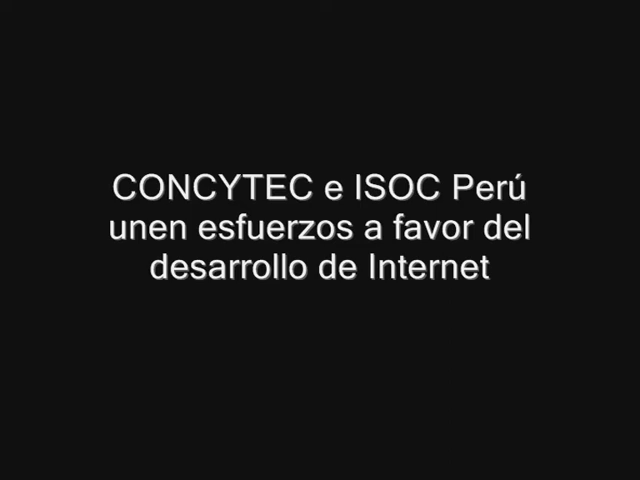 CONCYTEC e ISOC Perú
unen esfuerzos a favor del
desarrollo de Internet